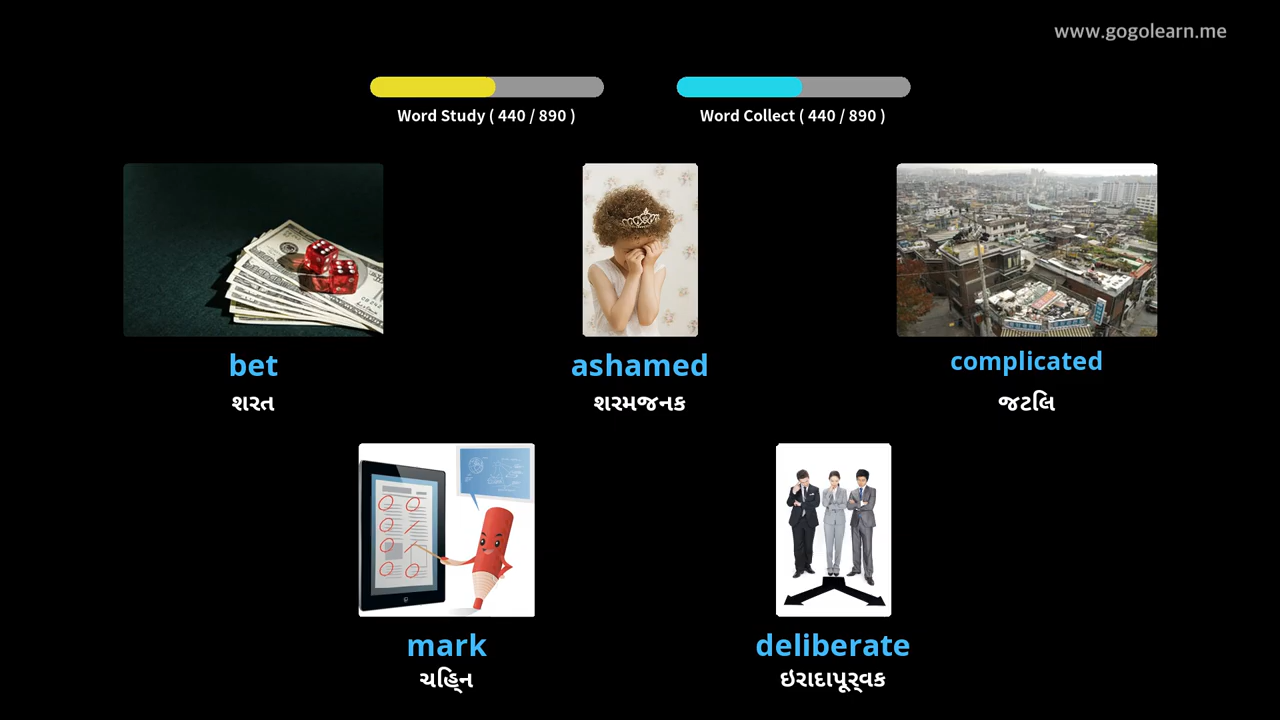 www.gogolearn.me
Word Study ( 440 / 890 )
Word Collect ( 440 / 890 )
bet
ashamed
complicated
શરત
શરમજનક
જટલિ
mark
deliberate
ચહ્નિ
ઇરાદાપૂર્વક